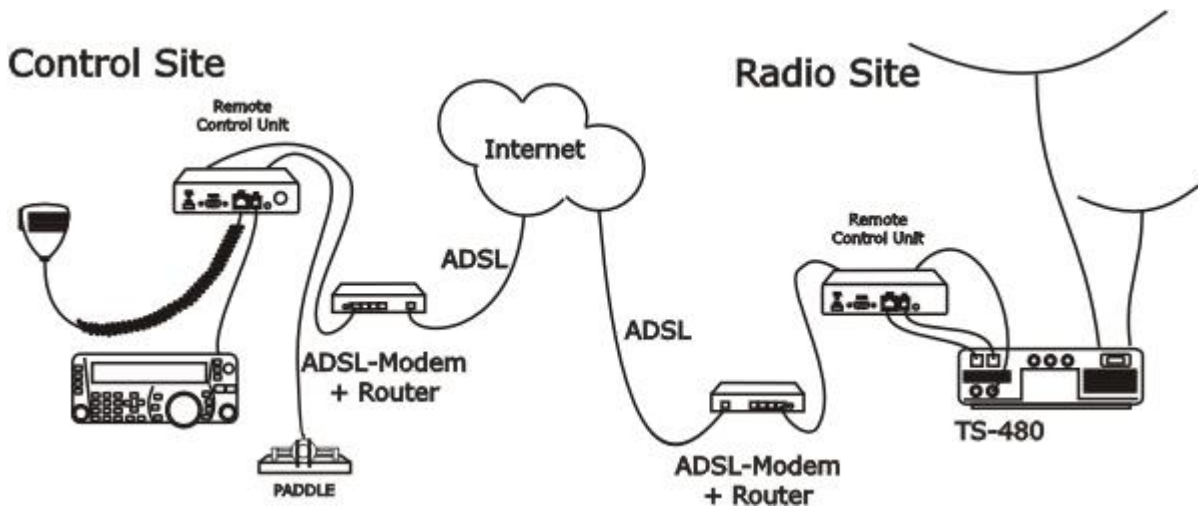 Control Site
Radio Site
Remote
Control Unit
Internet
ADSL
ADSL-Modem
+ Router
PADDLE
ADSL
Remote
Control Unit
ADSL-Modem
+ Router
TS-480